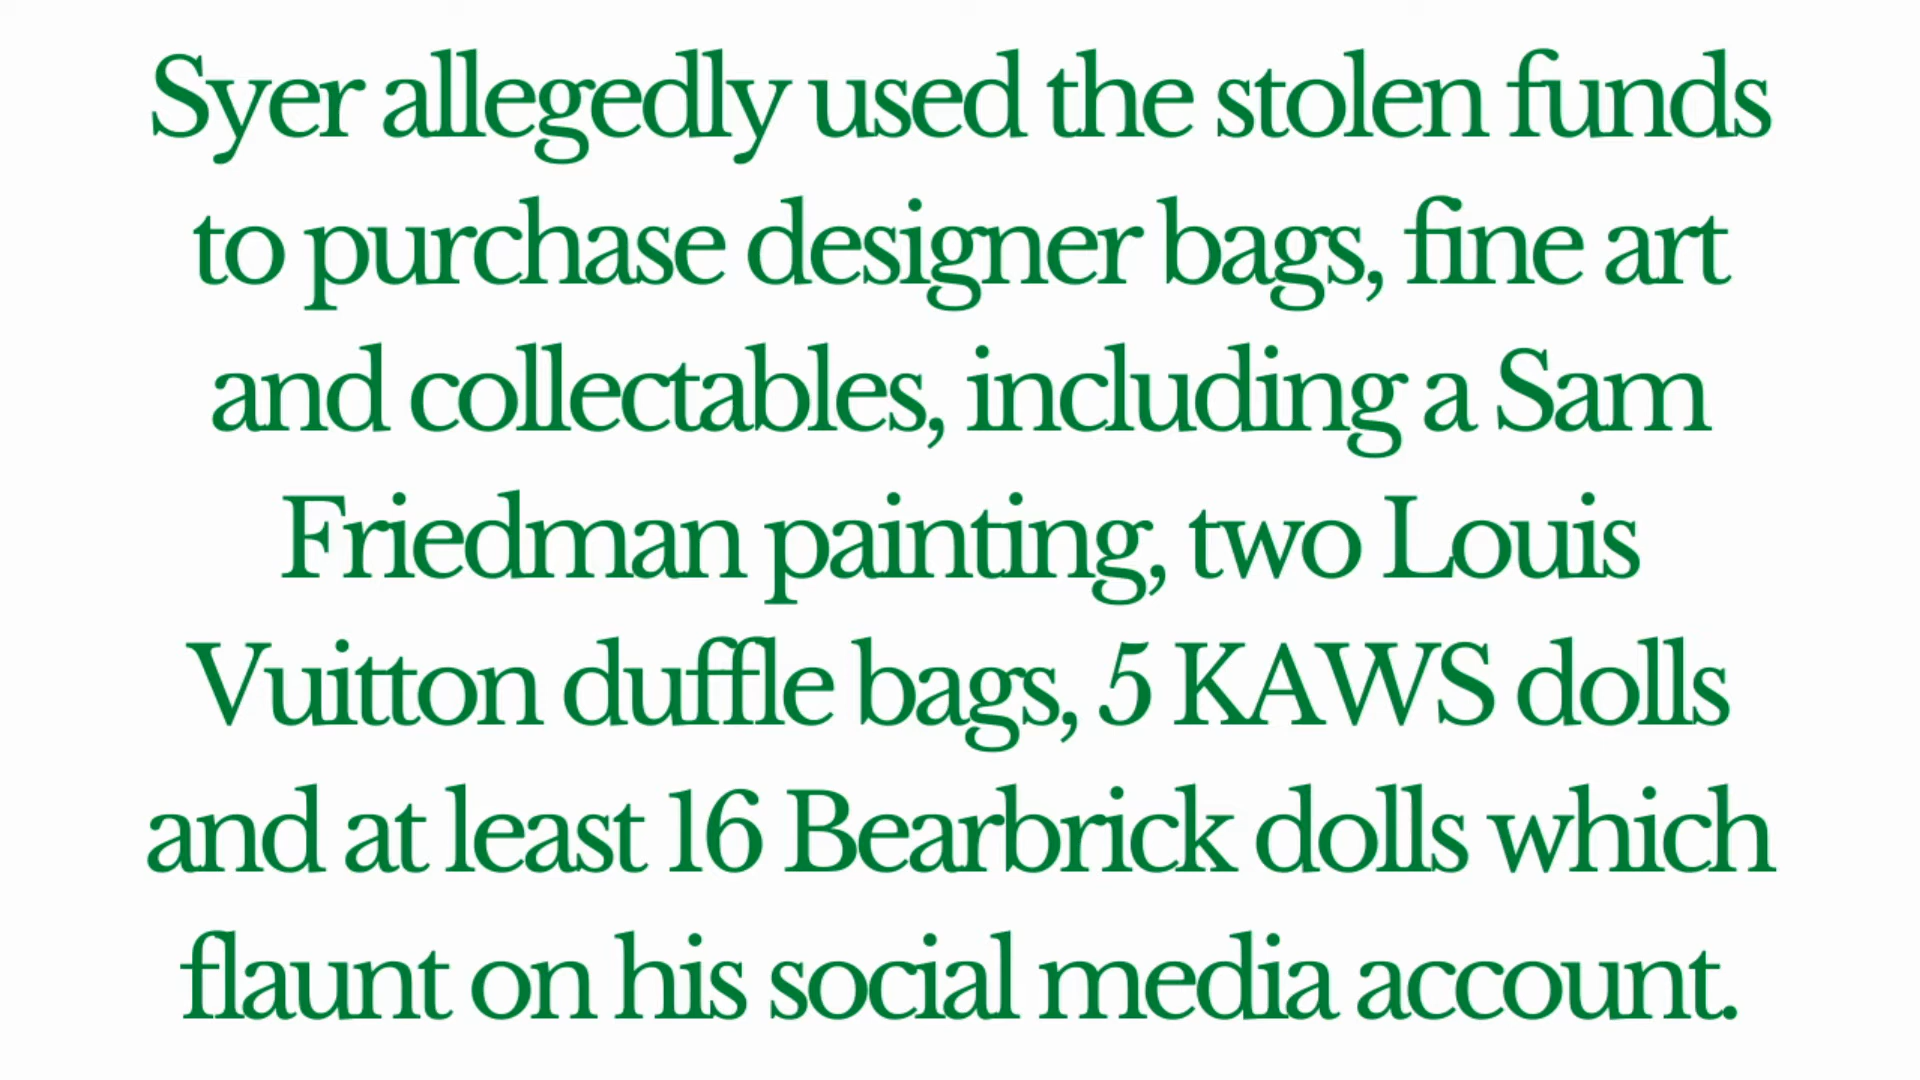 Syer allegedly used the stolen funds
to purchase designer bags, fine art
and collectables, including a Sam
Friedman painting, two Louis
Vuitton duffle bags, 5 KAWS dolls
and at least 16 Bearbrick dolls which
flaunt on his social media account.